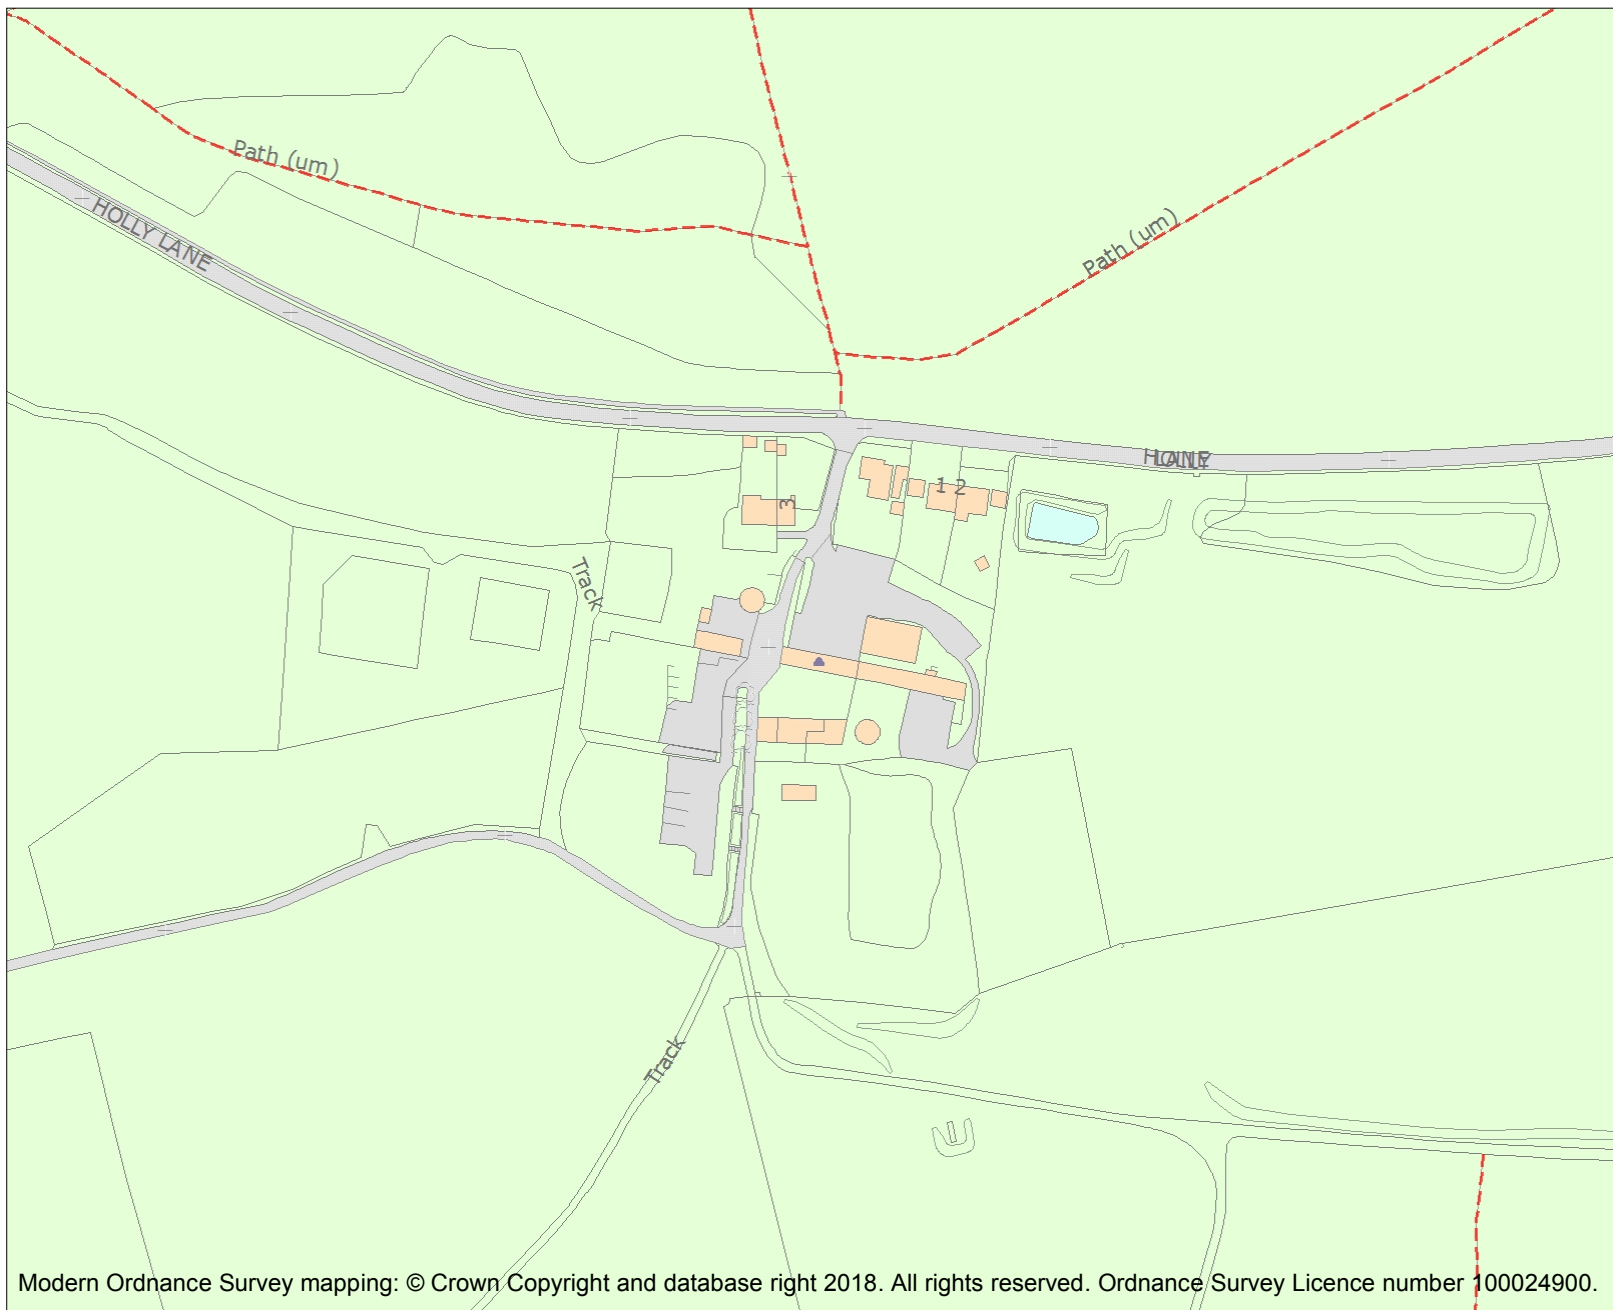 Path (um)
HOLLY LANE
Path (um)
HOLLY
LANE
1 2
3
Track
Track
Modern Ordnance Survey mapping: © Crown Copyright and database right 2018. All rights reserved. Ordnance Survey Licence number 100024900.